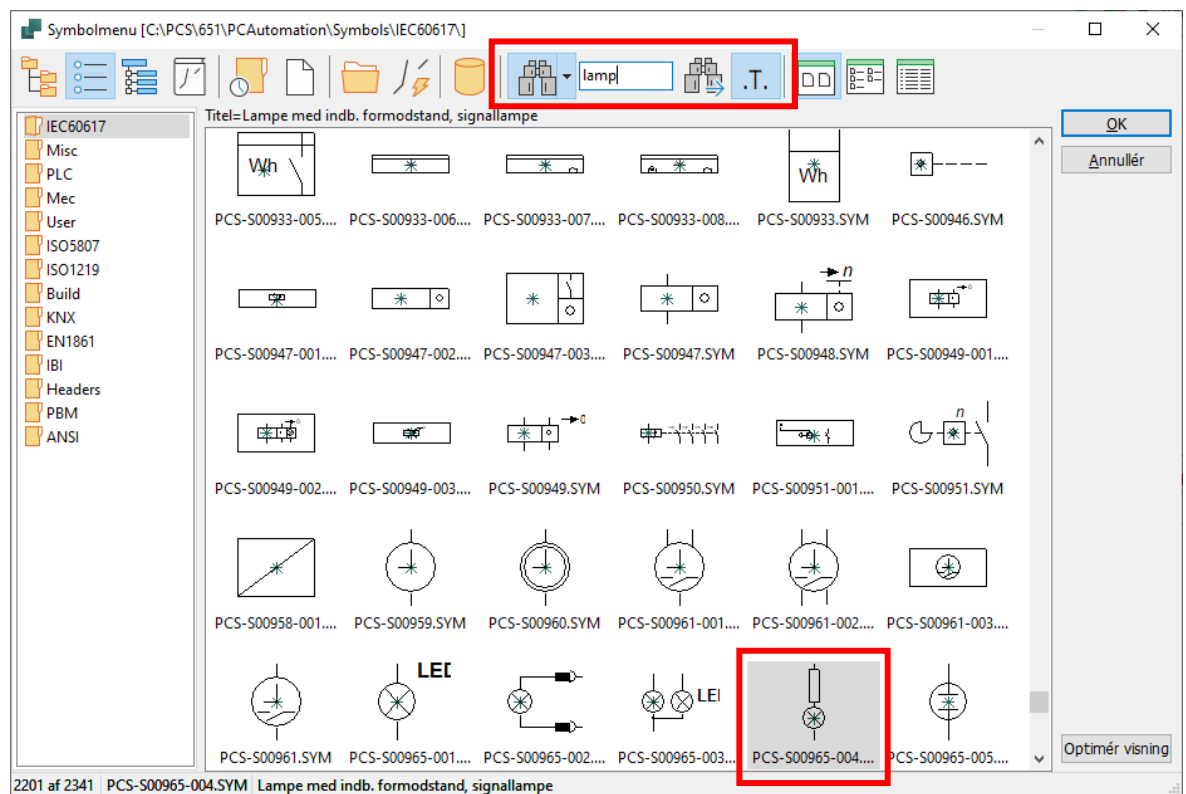 Symbolmenu [C:\PCS\651\PCAutomation\Symbols\IEC60617\]
lamp
.T.
IEC60617
Misc
PLC
Mec
User
ISO5807
ISO1219
Build
KNX
EN1861
IBI
Headers
PBM
ANSI
Titel=Lampe med indb. formodstand, signallampe
Wh
Wh
PCS-S00933-005.... PCS-S00933-006.... PCS-S00933-007.... PCS-S00933-008.... PCS-S00933.SYM PCS-S00946.SYM
n
PCS-S00947-001.... PCS-S00947-002.... PCS-S00947-003.... PCS-S00947.SYM PCS-S00948.SYM PCS-S00949-001....
0
n
PCS-S00949-002.... PCS-S00949-003.... PCS-S00949.SYM PCS-S00950.SYM PCS-S00951-001.... PCS-S00951.SYM
PCS-S00958-001.... PCS-S00959.SYM PCS-S00960.SYM PCS-S00961-001.... PCS-S00961-002.... PCS-S00961-003....
LED
LEI
PCS-S00961.SYM PCS-S00965-001.... PCS-S00965-002.... PCS-S00965-003.... PCS-S00965-004.... PCS-S00965-005....
OK
Annullér
Optimér visning
2201 af 2341 PCS-S00965-004.SYM Lampe med indb. formodstand, signallampe